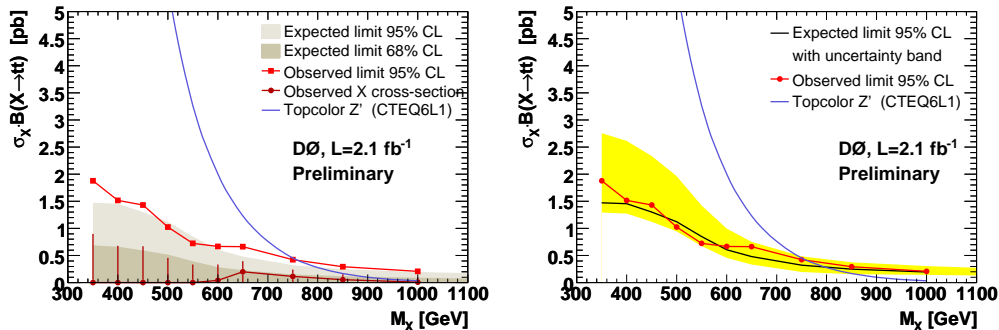 σX·B(X→tt) [pb]
5
4.5
4
3.5
3
2.5
2
1.5
1
0.5
0
Expected limit 95% CL
Expected limit 68% CL
Observed limit 95% CL
Observed X cross-section
Topcolor Z' (CTEQ6L1)
DØ, L=2.1 fb-1
Preliminary
300 400 500 600 700 800 900 1000 1100
MX [GeV]
σX·B(X→tt) [pb]
5
4.5
4
3.5
3
2.5
2
1.5
1
0.5
0
Expected limit 95% CL
with uncertainty band
Observed limit 95% CL
Topcolor Z' (CTEQ6L1)
DØ, L=2.1 fb-1
Preliminary
300 400 500 600 700 800 900 1000 1100
MX [GeV]